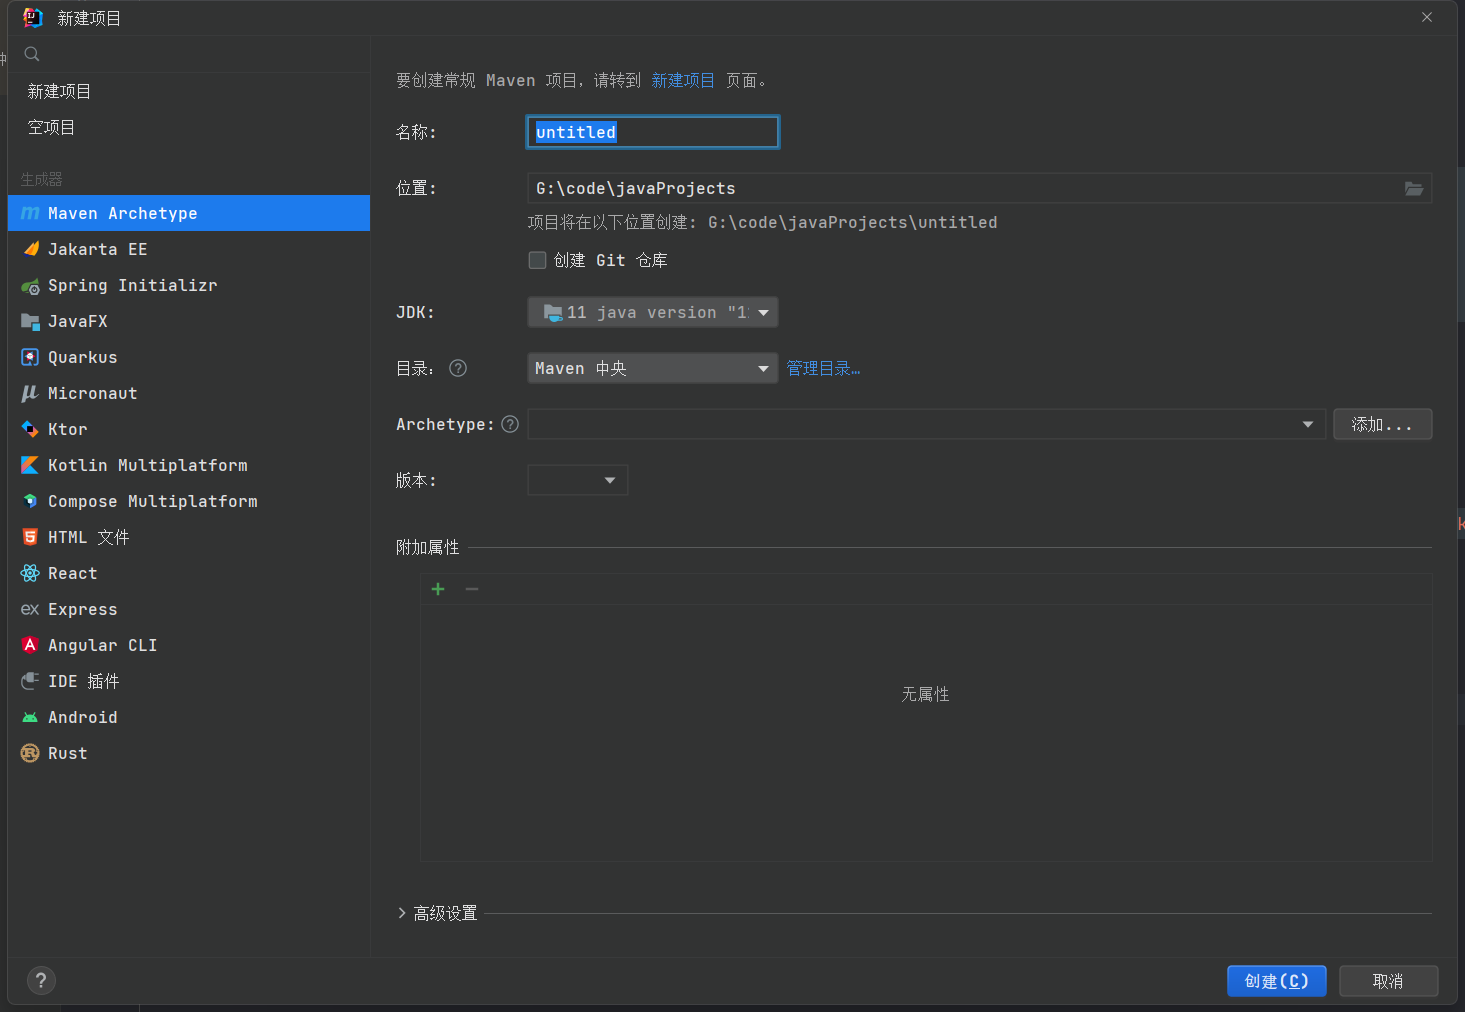 新建项目
新建项目
空项目
生成器
Maven Archetype
Jakarta EE
Spring Initializr
JavaFX
Quarkus
Micronaut
Ktor
Kotlin Multiplatform
Compose Multiplatform
HTML 文件
React
Express
Angular CLI
IDE 插件
Android
Rust
要创建常规 Maven 项目，请转到 新建项目 页面。
名称:
untitled
位置:
G:\code\javaProjects
项目将在以下位置创建: G:\code\javaProjects\untitled
创建 Git 仓库
JDK:
11 java version "1
目录:
Maven 中央
管理目录…
Archetype:
添加...
版本:
附加属性
无属性
高级设置
创建(C)
取消